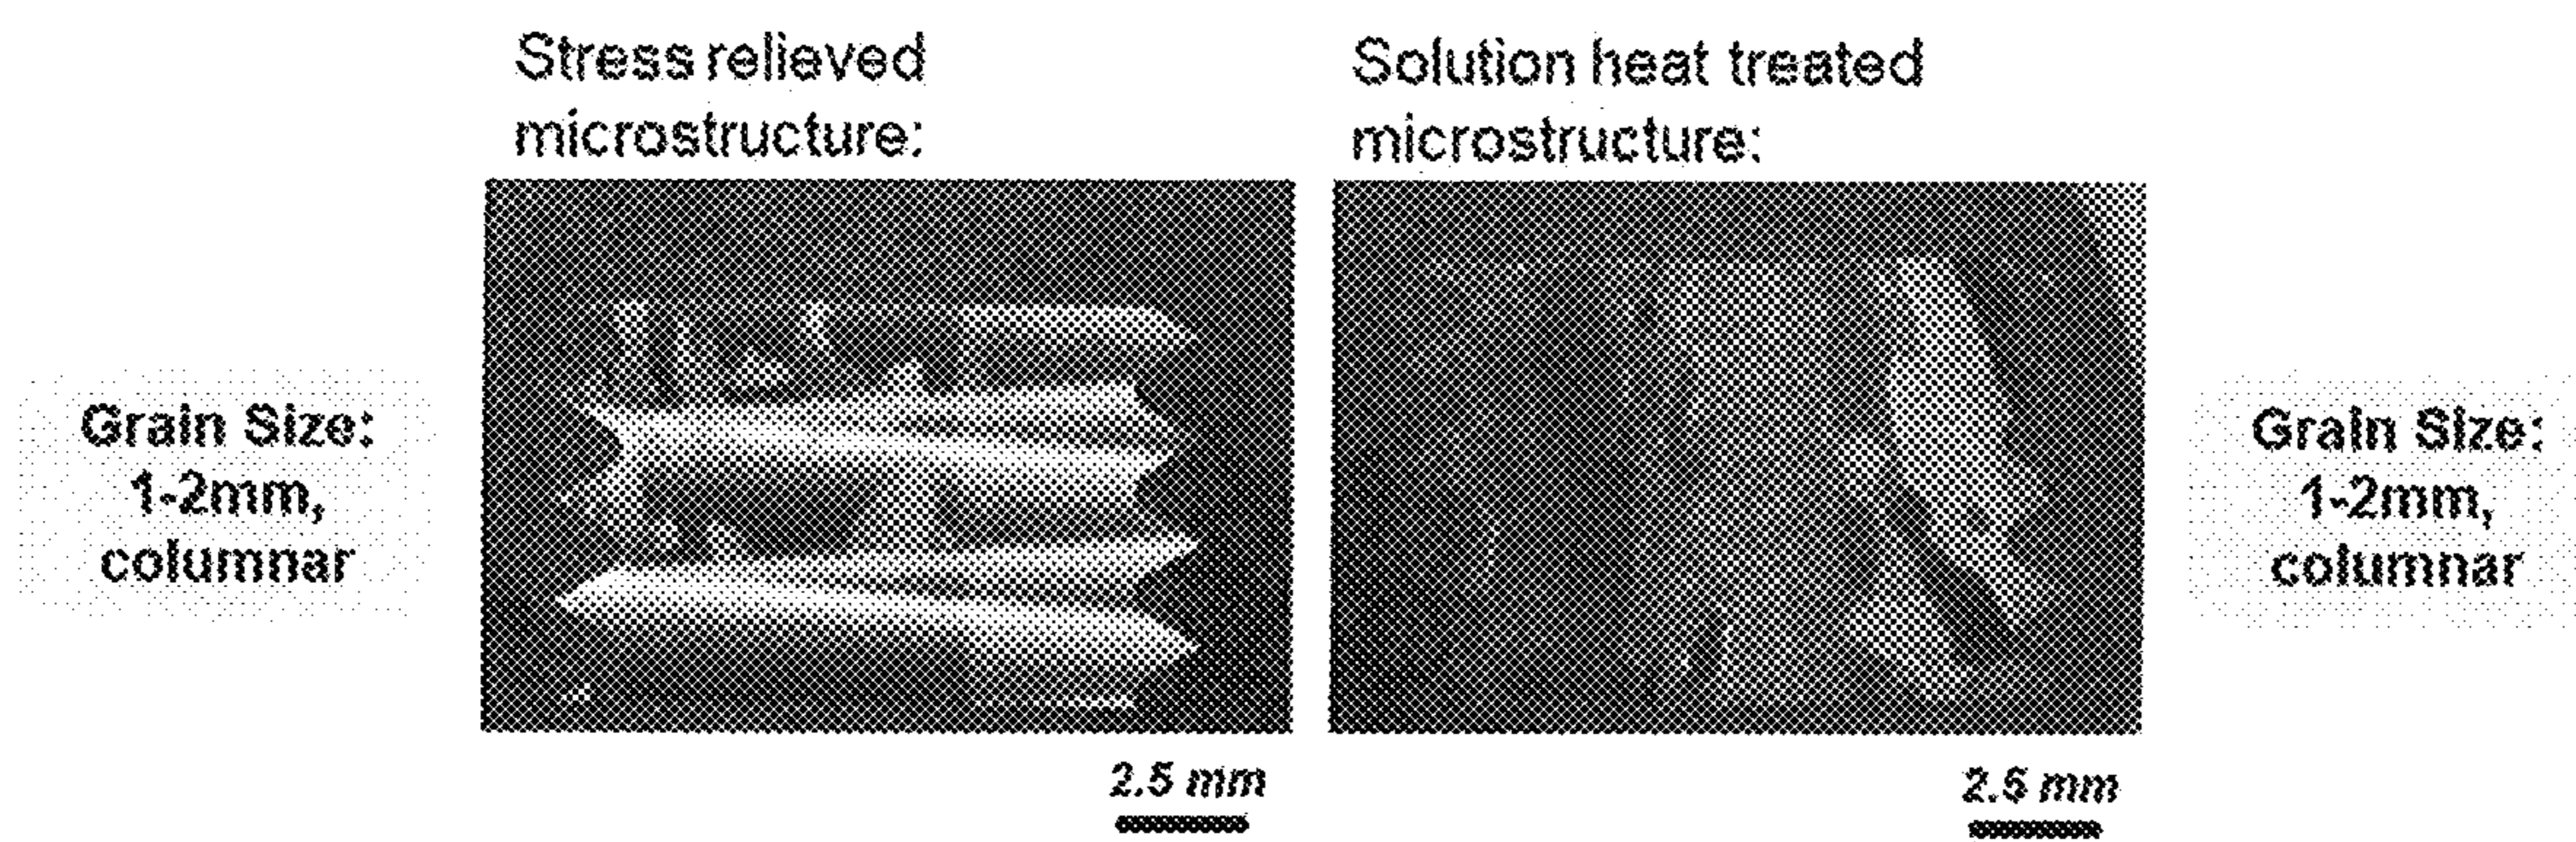 Stress relieved
microstructure:
Solution heat treated
microstructure:
Grain Size:
1-2mm,
columnar
Grain Size:
1-2mm,
columnar
2.5 mm
2.5 mm